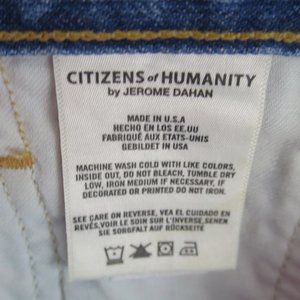 CITIZENS of HUMANITY
by JEROME DAHAN
MADE IN U.S.A
HECHO EN LOS EE.UU
FABRIQUÉ AUX ETATS-UNIS
GEBILDET IN USA
MACHINE WASH COLD WITH LIKE COLORS,
INSIDE OUT, DO NOT BLEACH, TUMBLE DRY
LOW, IRON MEDIUM IF NECESSARY, IF
DECORATED OR PRINTED DO NOT IRON.
SEE CARE ON REVERSE, VEA EL CUIDADO EN
REVÉS, VOIR LE SOIN DU INVERSE, SEHEN
SIE SORGFALT AUF RÜCKSEITE